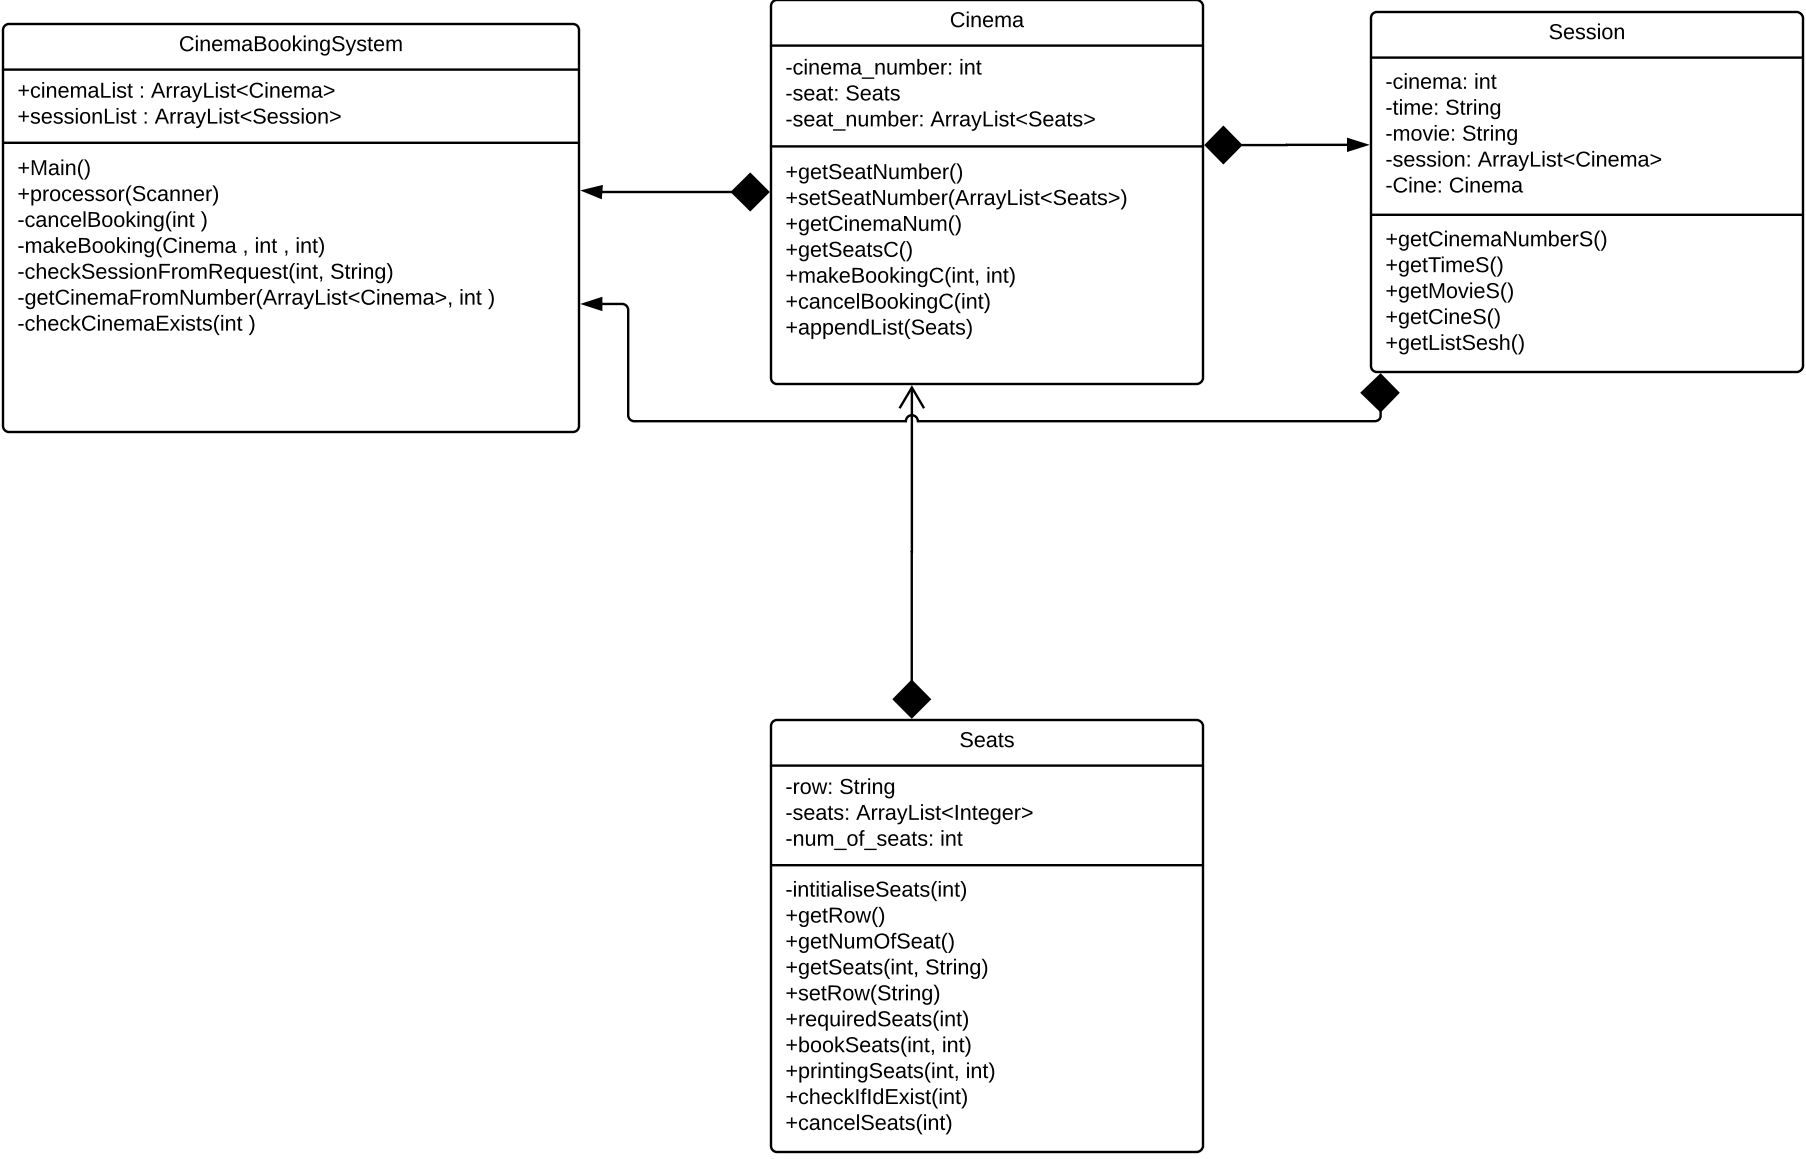 CinemaBookingSystem
+cinemaList : ArrayList<Cinema>
+sessionList : ArrayList<Session>
+Main()
+processor(Scanner)
-cancelBooking(int )
-makeBooking(Cinema , int , int)
-checkSessionFromRequest(int, String)
-getCinemaFromNumber(ArrayList<Cinema>, int )
-checkCinemaExists(int )
Cinema
-cinema_number: int
-seat: Seats
-seat_number: ArrayList<Seats>
+getSeatNumber()
+setSeatNumber(ArrayList<Seats>)
+getCinemaNum()
+getSeatsC()
+makeBookingC(int, int)
+cancelBookingC(int)
+appendList(Seats)
Session
-cinema: int
-time: String
-movie: String
-session: ArrayList<Cinema>
-Cine: Cinema
+getCinemaNumberS()
+getTimeS()
+getMovieS()
+getCineS()
+getListSesh()
Seats
-row: String
-seats: ArrayList<Integer>
-num_of_seats: int
-intitialiseSeats(int)
+getRow()
+getNumOfSeat()
+getSeats(int, String)
+setRow(String)
+requiredSeats(int)
+bookSeats(int, int)
+printingSeats(int, int)
+checkIfIdExist(int)
+cancelSeats(int)